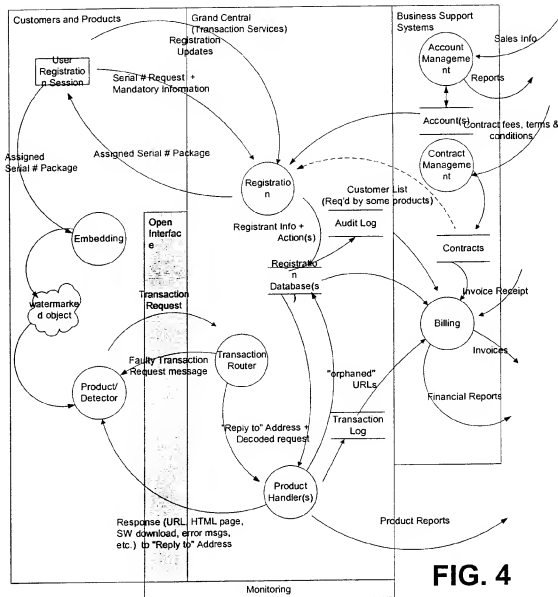 Customers and Products
Grand Central
(Transaction Services)
Registration
Updates
Business Support
Systems
Sales Info
User
Registratio
n Session
Serial # Request +
Mandatory Information
Account
Manageme
nt
Reports
Account(s)
Contract fees, terms &
conditions
Assigned
Serial # Package
Assigned Serial # Package
Contract
Management
nt
Registratio
n
Customer List
(Req'd by some products)
Registrant Info +
Action(s)
Audit Log
Contracts
Embedding
Open
Interfac
e
Registratio
n
Database(s
)
Invoice Receipt
watermarke
d object
Transaction
Request
Billing
Invoices
Faulty Transaction
Request message
Transaction
Router
"orphaned"
URLs
Product/
Detector
Financial Reports
"Reply to" Address +
Decoded request
Transaction
Log
Product
Handler(s)
Response (URL, HTML page,
SW download, error msgs,
etc.) to "Reply to" Address
Product Reports
FIG. 4
Monitoring